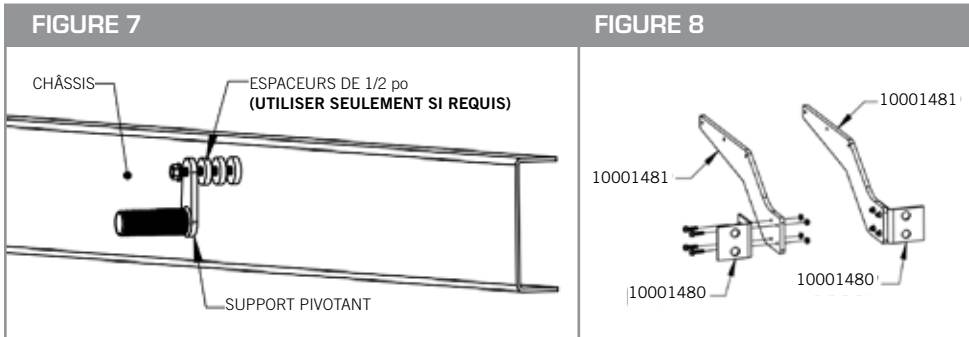 FIGURE 7
CHÂSSIS
ESPACEURS DE 1/2 po
(UTILISER SEULEMENT SI REQUIS)
SUPPORT PIVOTANT
FIGURE 8
10001481
10001481
10001480
10001480